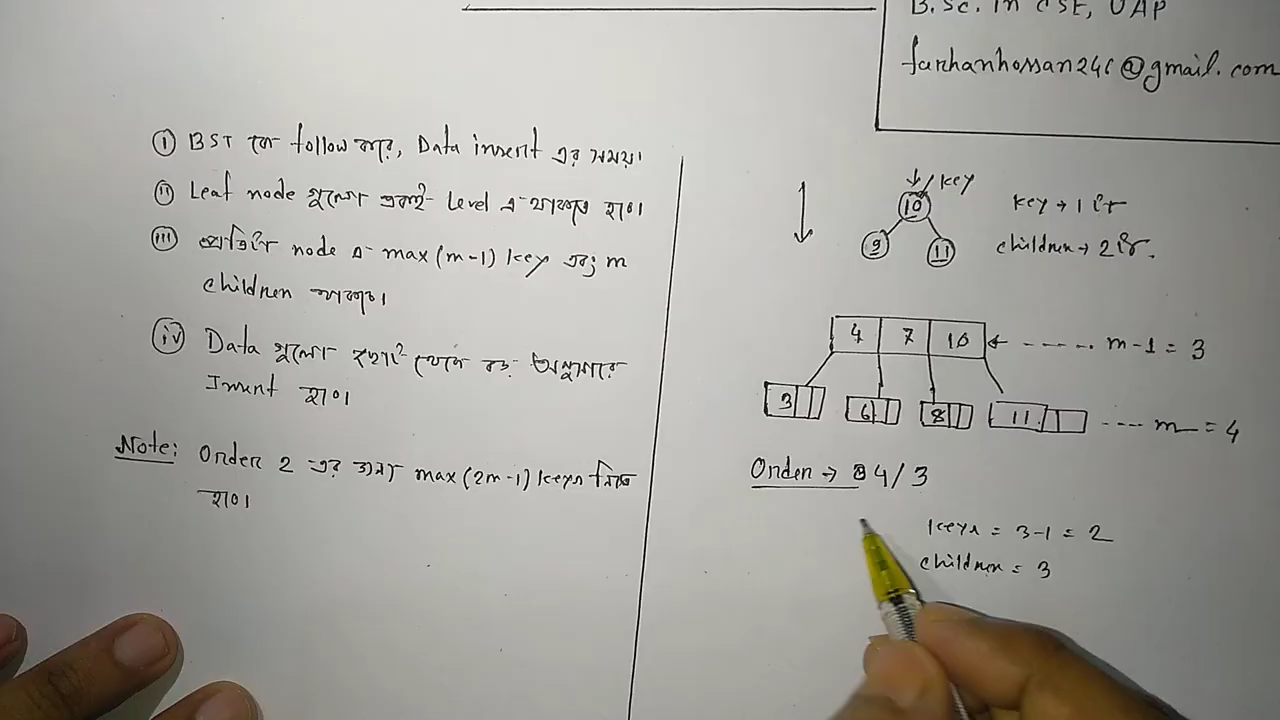 B.Sc. in CSE, UAP
farhanhossan246@gmail.com
(i) BST কে follow করে, Data insert এর সময়।
(ii) Leaf node গুলো একই Level এ থাকতে হবে।
(iii) প্রতিটি node এ max (m-1) key এবং m
children থাকবে।
(iv) Data গুলো ছোট থেকে বড় অনুসারে
Insert হবে।
Note: Order 2 এর জন্য max (2m-1) keys নিতে
হবে।
key
10
9 11
key → 1 টি
children → 2 টি.
4 7 10 ← ----- m-1 = 3
3 6 8 11 ---- m = 4
Order → 4/3
keys = 3-1 = 2
children = 3